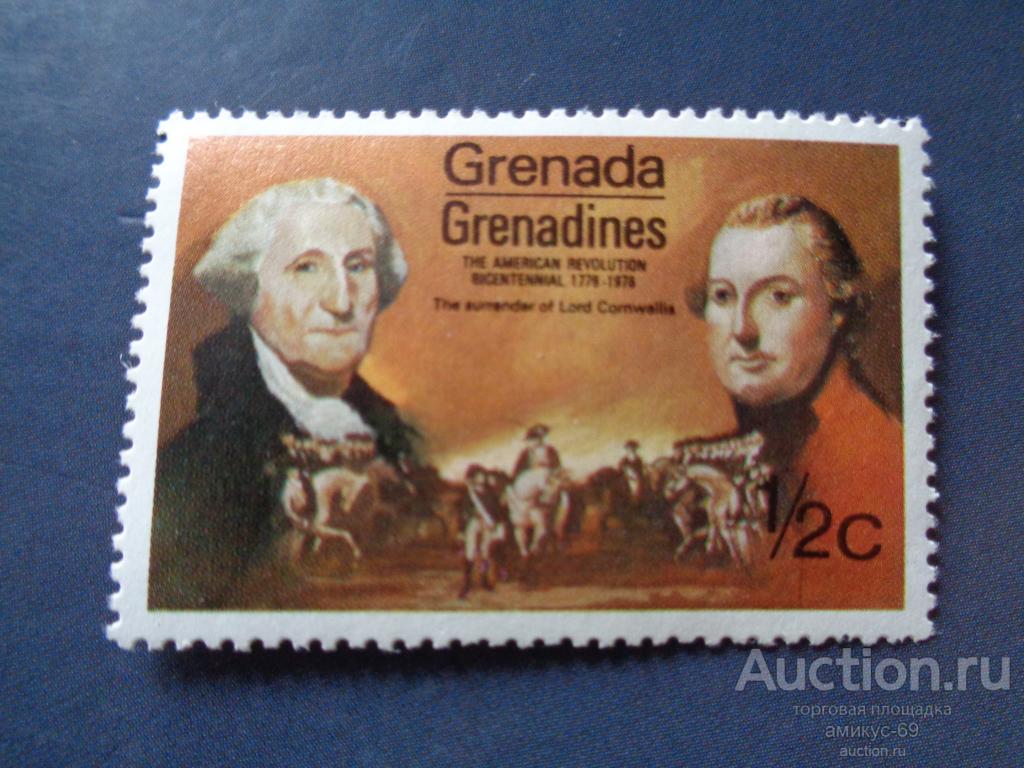 Grenada
Grenadines
THE AMERICAN REVOLUTION
BICENTENNIAL 1776-1976
The surrender of Lord Cornwallis
1/2c
Auction.ru
торговая площадка
амикус-69
auction.ru